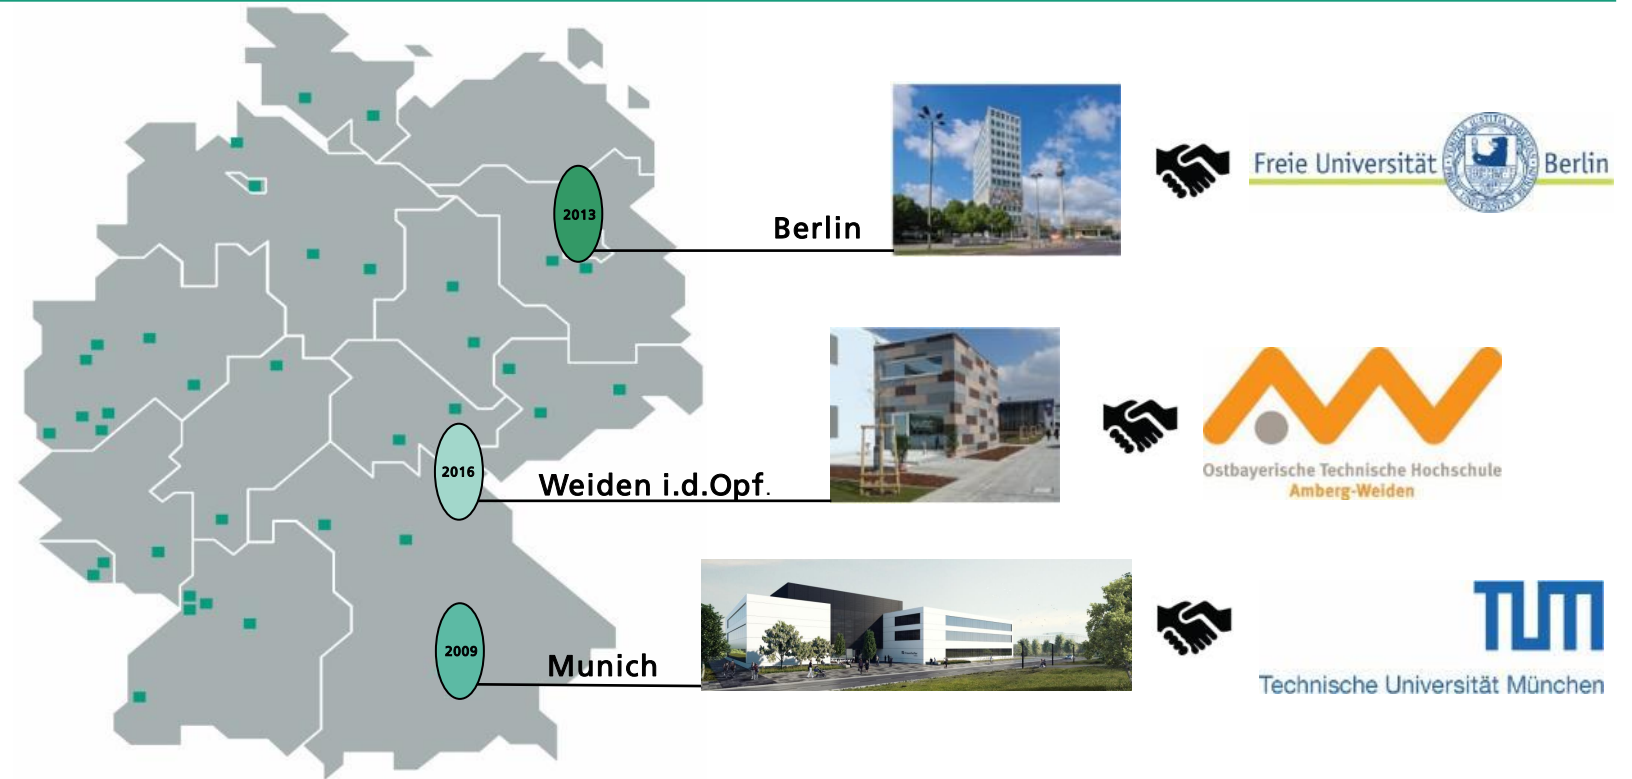 2013
Berlin
Freie Universität Berlin
2016
Weiden i.d.Opf.
Ostbayerische Technische Hochschule
Amberg-Weiden
2009
Munich
TUM
Technische Universität München